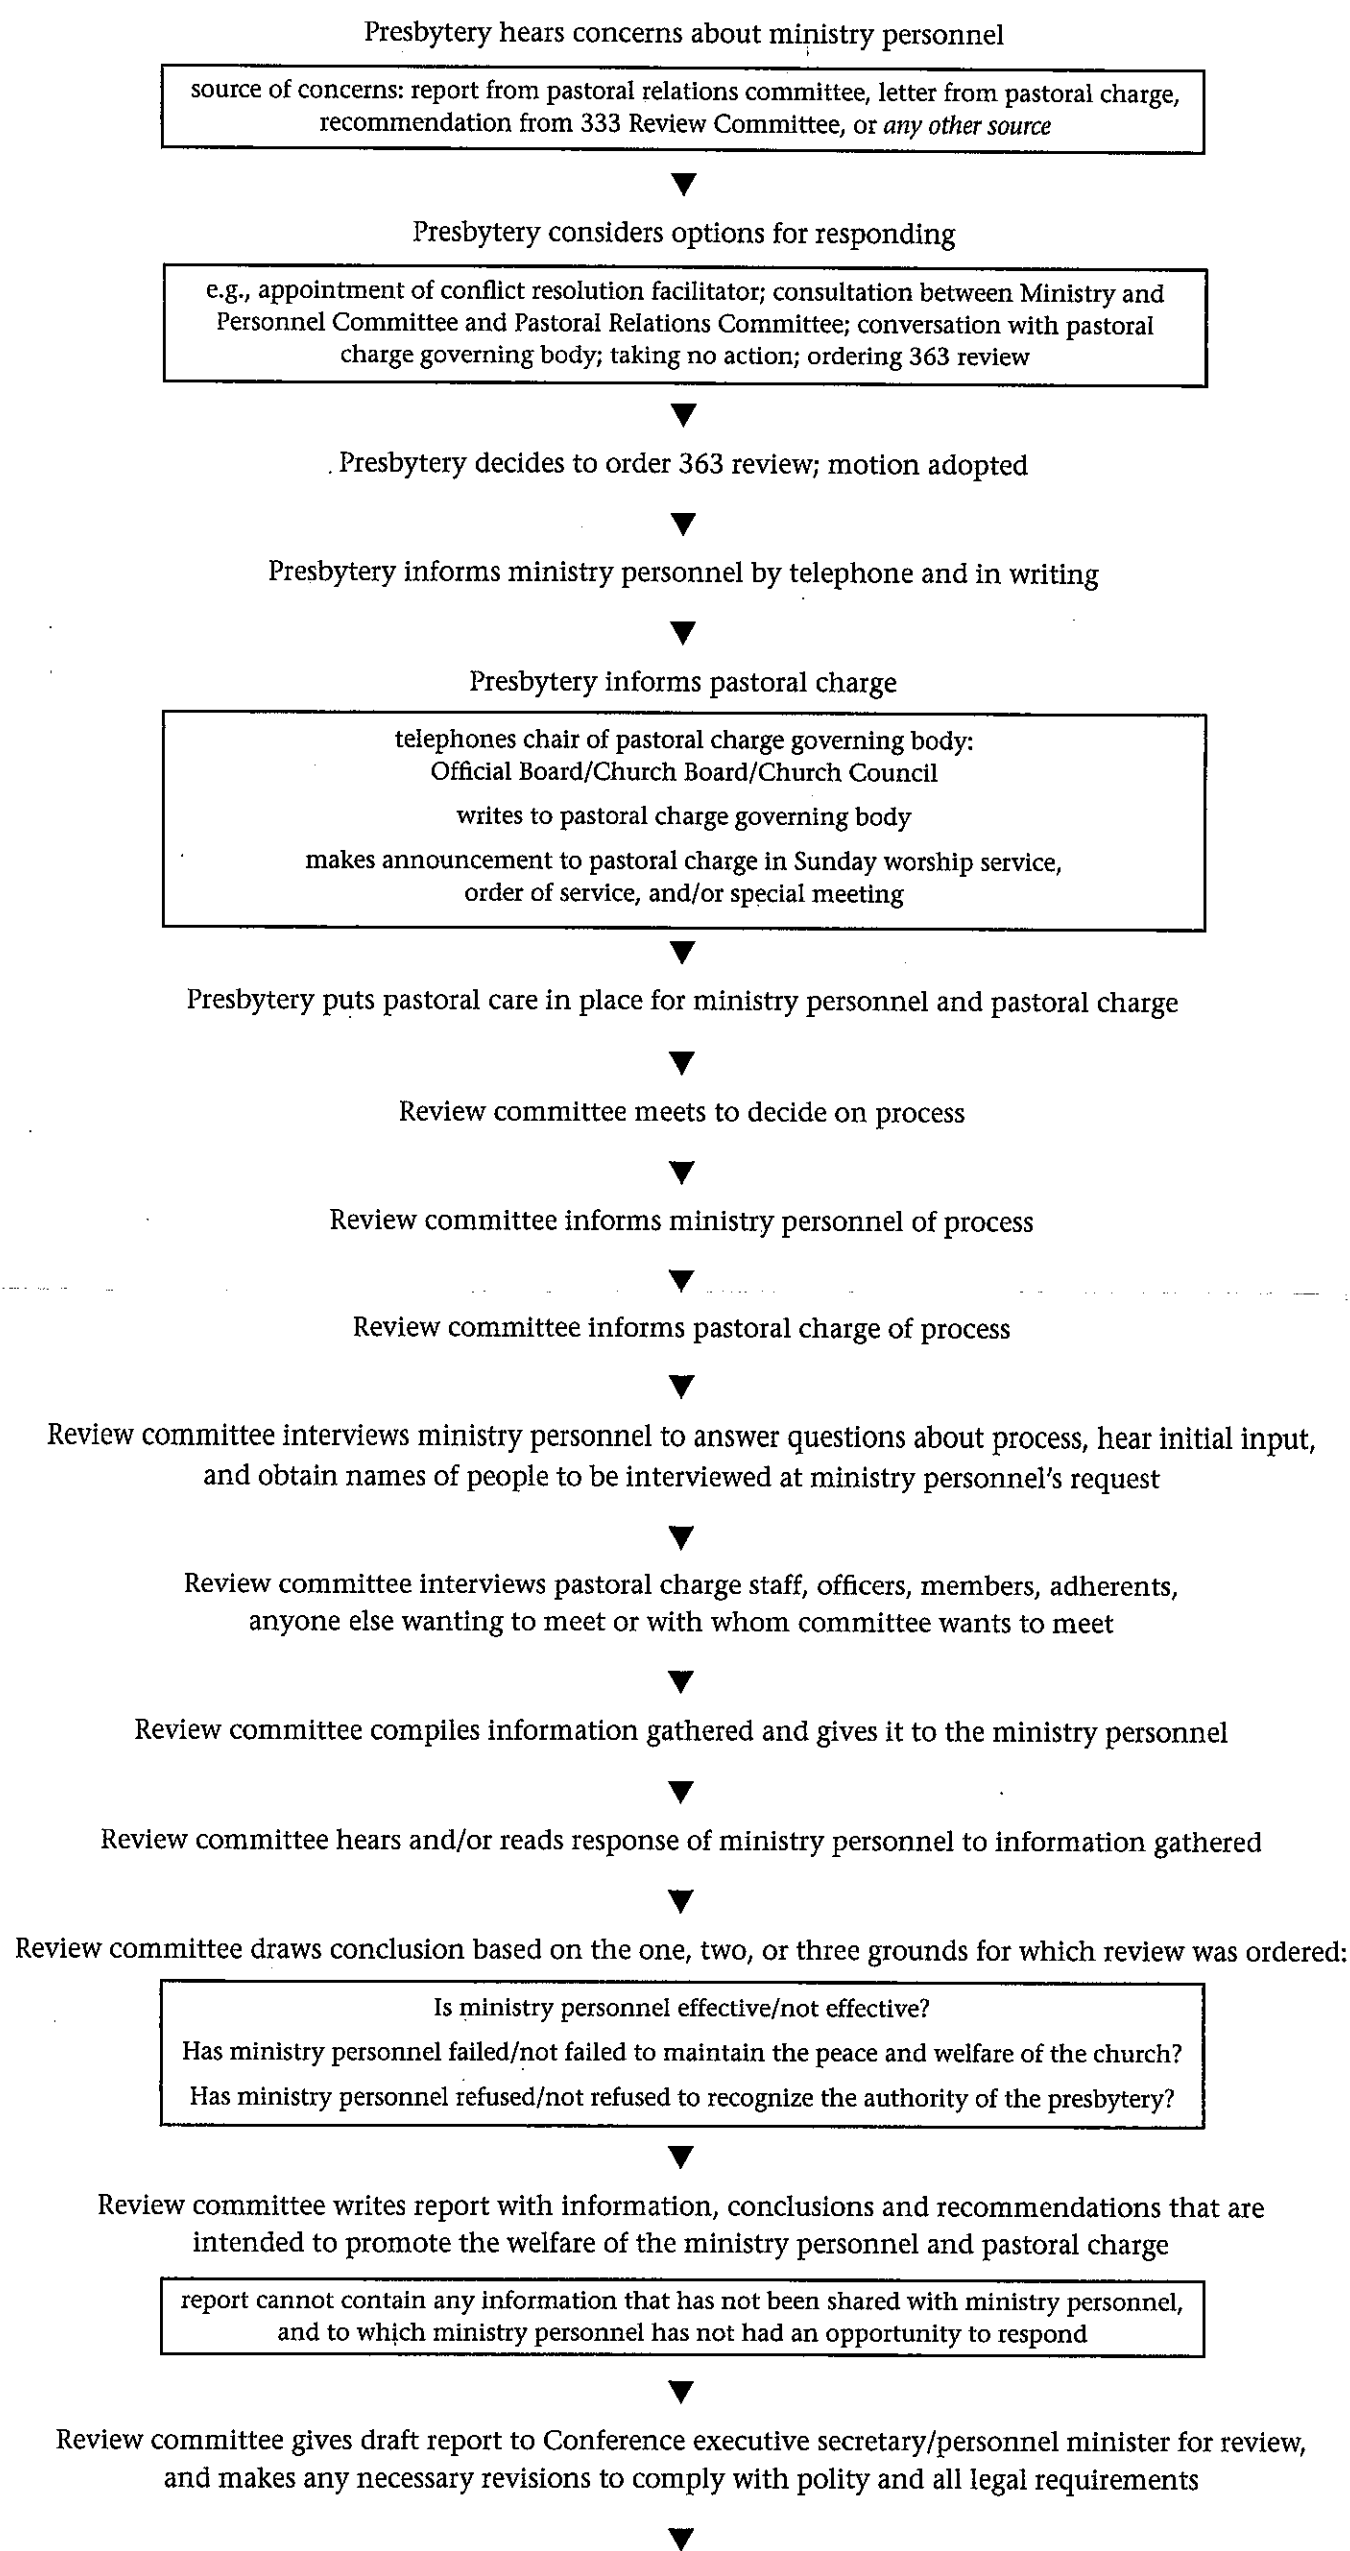 Presbytery hears concerns about ministry personnel
source of concerns: report from pastoral relations committee, letter from pastoral charge,
recommendation from 333 Review Committee, or any other source
Presbytery considers options for responding
e.g., appointment of conflict resolution facilitator; consultation between Ministry and
Personnel Committee and Pastoral Relations Committee; conversation with pastoral
charge governing body; taking no action; ordering 363 review
Presbytery decides to order 363 review; motion adopted
Presbytery informs ministry personnel by telephone and in writing
Presbytery informs pastoral charge
telephones chair of pastoral charge governing body:
Official Board/Church Board/Church Council
writes to pastoral charge governing body
makes announcement to pastoral charge in Sunday worship service,
order of service, and/or special meeting
Presbytery puts pastoral care in place for ministry personnel and pastoral charge
Review committee meets to decide on process
Review committee informs ministry personnel of process
Review committee informs pastoral charge of process
Review committee interviews ministry personnel to answer questions about process, hear initial input,
and obtain names of people to be interviewed at ministry personnel's request
Review committee interviews pastoral charge staff, officers, members, adherents,
anyone else wanting to meet or with whom committee wants to meet
Review committee compiles information gathered and gives it to the ministry personnel
Review committee hears and/or reads response of ministry personnel to information gathered
Review committee draws conclusion based on the one, two, or three grounds for which review was ordered:
Is ministry personnel effective/not effective?
Has ministry personnel failed/not failed to maintain the peace and welfare of the church?
Has ministry personnel refused/not refused to recognize the authority of the presbytery?
Review committee writes report with information, conclusions and recommendations that are
intended to promote the welfare of the ministry personnel and pastoral charge
report cannot contain any information that has not been shared with ministry personnel,
and to which ministry personnel has not had an opportunity to respond
Review committee gives draft report to Conference executive secretary/personnel minister for review,
and makes any necessary revisions to comply with polity and all legal requirements